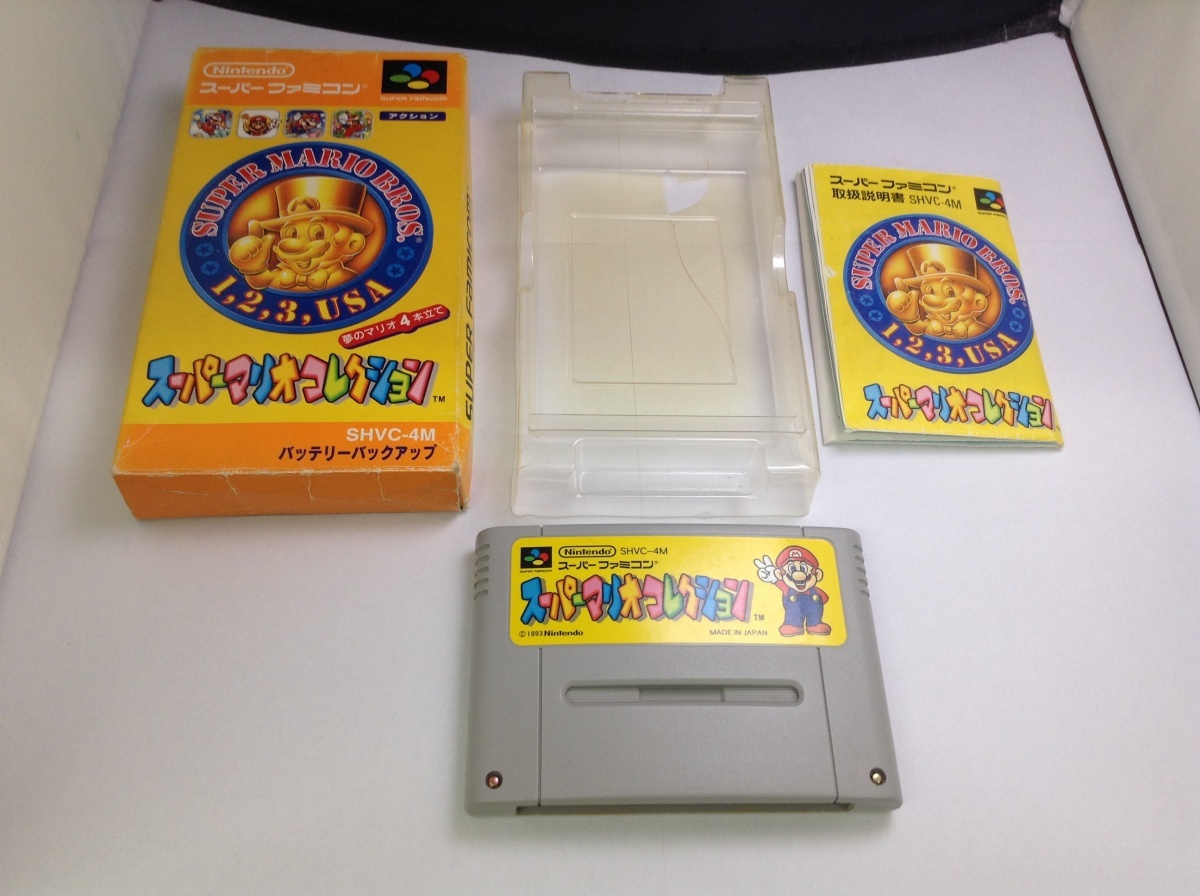 Nintendo
スーパーファミコン
SUPER FAMICOM
アクション
SUPER MARIO BROS.
1,2,3,USA
夢のマリオ4本立て
スーパーマリオコレクション™
SHVC-4M
バッテリーバックアップ
SUPER FAMICOM
スーパーファミコン
取扱説明書 SHVC-4M
SUPER MARIO BROS.
1,2,3,USA
スーパーマリオコレクション
Nintendo SHVC-4M
スーパーファミコン
SUPER FAMICOM
スーパーマリオコレクション™
©1993 Nintendo
MADE IN JAPAN